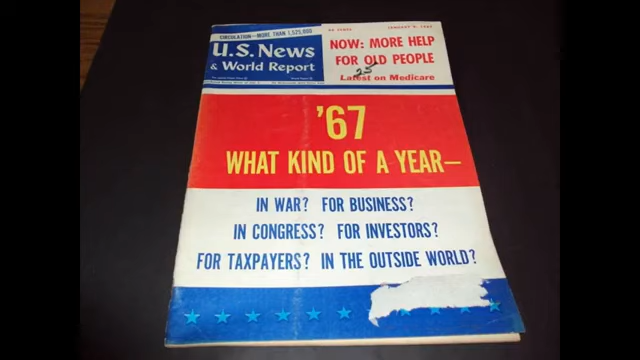 CIRCULATION—MORE THAN 1,525,000
U.S. News
& World Report
NOW: MORE HELP
FOR OLD PEOPLE
25
Latest on Medicare
'67
WHAT KIND OF A YEAR—
IN WAR? FOR BUSINESS?
IN CONGRESS? FOR INVESTORS?
FOR TAXPAYERS? IN THE OUTSIDE WORLD?